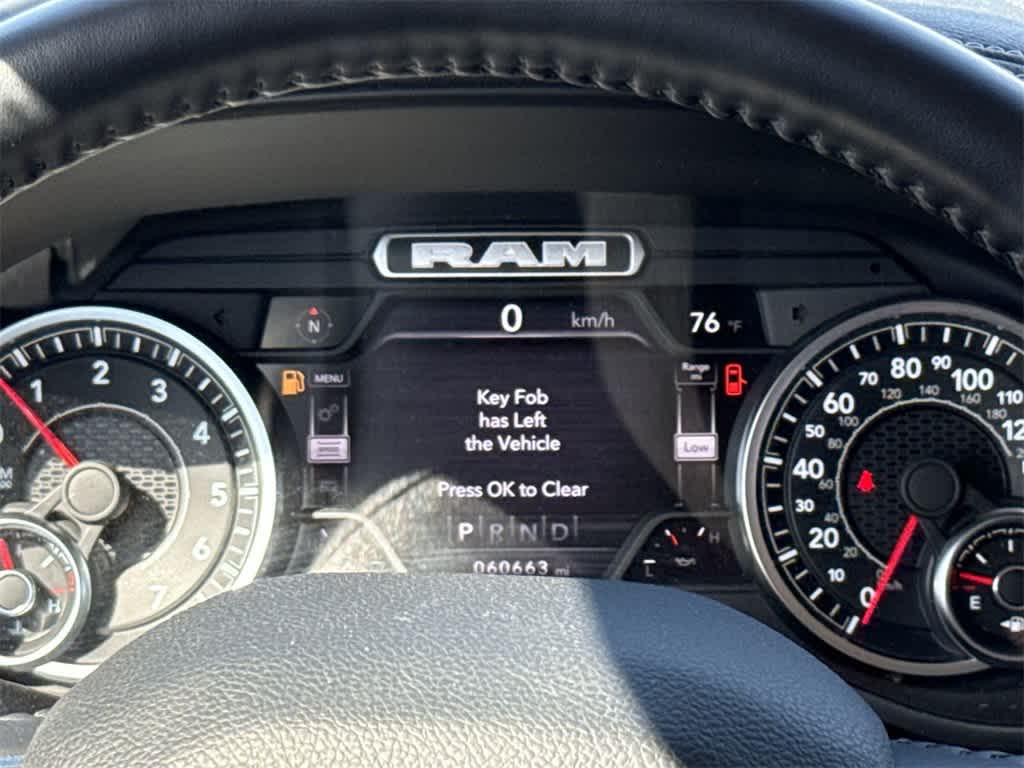 RAM
N
0 km/h
76 °F
MENU
Range
mi
Key Fob
has Left
the Vehicle
Low
Press OK to Clear
P R N D
060663 mi
1 2 3 4 5 6 7
H
0 10 20 30 40 50 60 70 80 90 100 110
20 40 60 80 100 120 140 160 180
L H
E